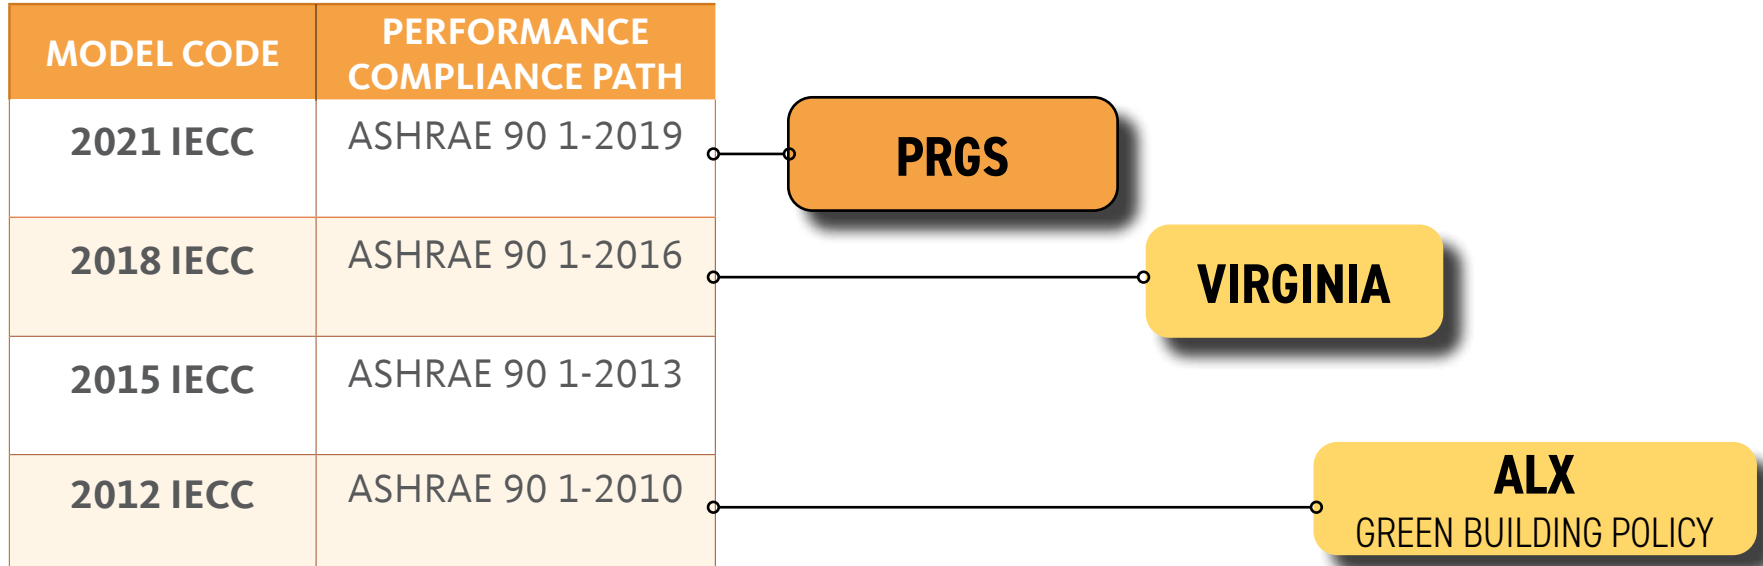 MODEL CODE
PERFORMANCE
COMPLIANCE PATH
2021 IECC
ASHRAE 90 1-2019
PRGS
2018 IECC
ASHRAE 90 1-2016
VIRGINIA
2015 IECC
ASHRAE 90 1-2013
2012 IECC
ASHRAE 90 1-2010
ALX
GREEN BUILDING POLICY